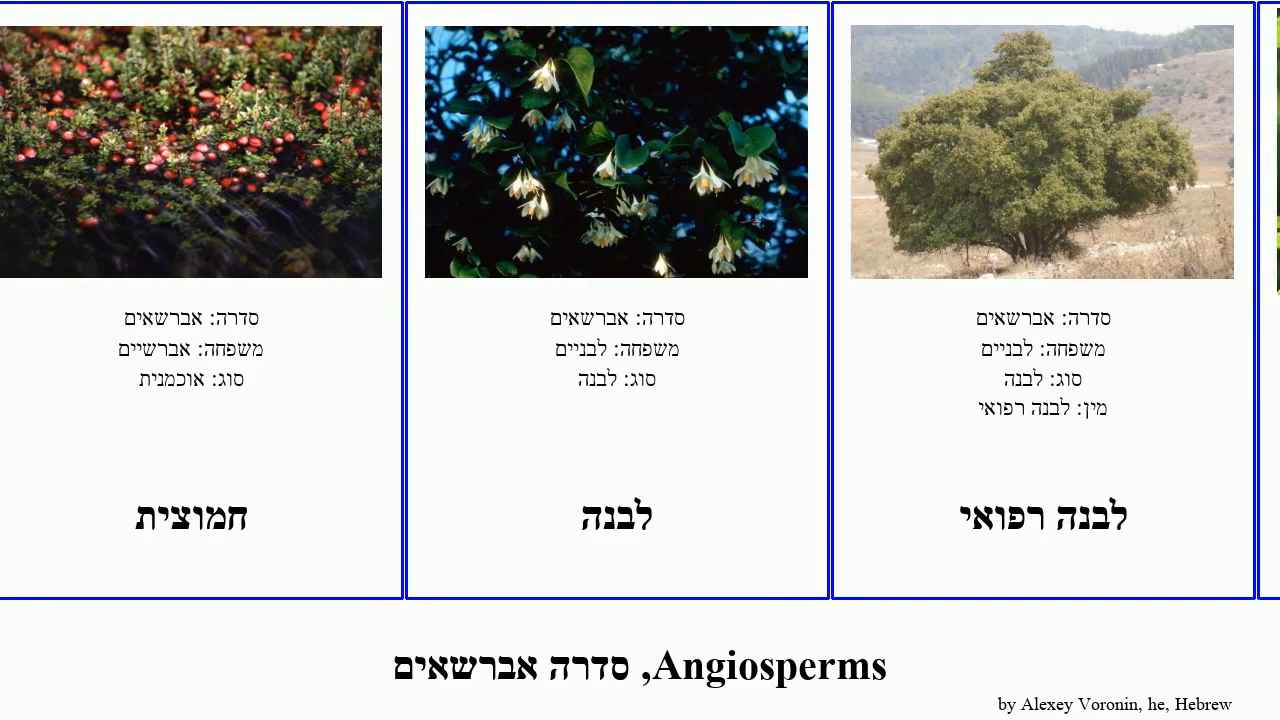 סדרה: אברשאים
משפחה: אברשיים
סוג: אוכמנית
חמוצית
סדרה: אברשאים
משפחה: לבניים
סוג: לבנה
לבנה
סדרה: אברשאים
משפחה: לבניים
סוג: לבנה
מין: לבנה רפואי
לבנה רפואי
Angiosperms, סדרה אברשאים
by Alexey Voronin, he, Hebrew